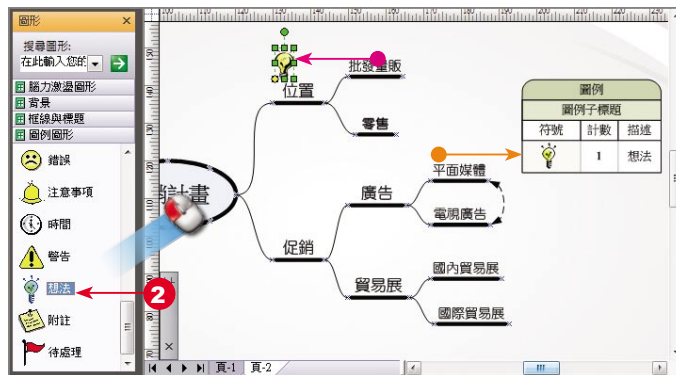 圖形
搜尋圖形:
在此輸入您的
腦力激盪圖形
背景
框線與標題
圖例圖形
錯誤
注意事項
時間
警告
想法
附註
待處理
2
位置
批發量販
零售
銷計畫
廣告
平面媒體
電視廣告
促銷
貿易展
國內貿易展
國際貿易展
圖例
圖例子標題
符號 計數 描述
1 想法
頁-1 頁-2